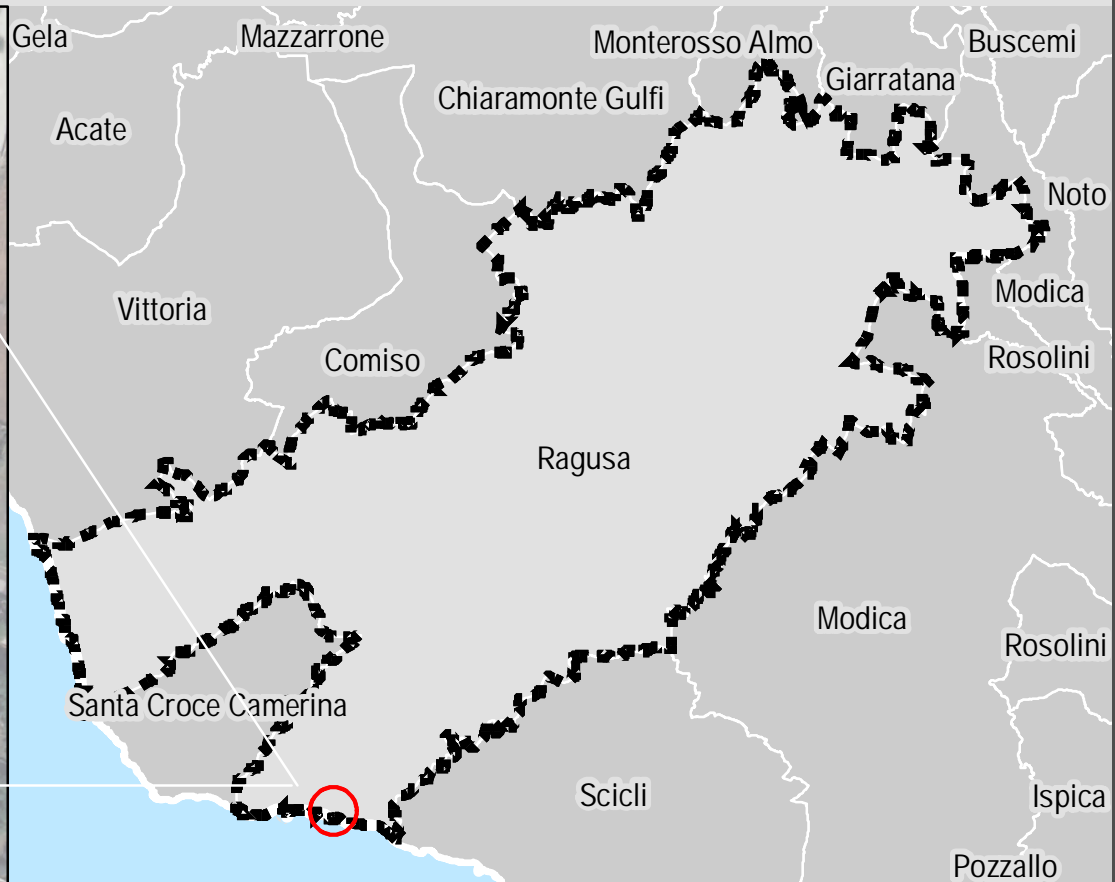 Gela
Mazzarrone
Monterosso Almo
Buscemi
Giarratana
Chiaramonte Gulfi
Acate
Noto
Modica
Vittoria
Comiso
Rosolini
Ragusa
Modica
Rosolini
Santa Croce Camerina
Scicli
Ispica
Pozzallo